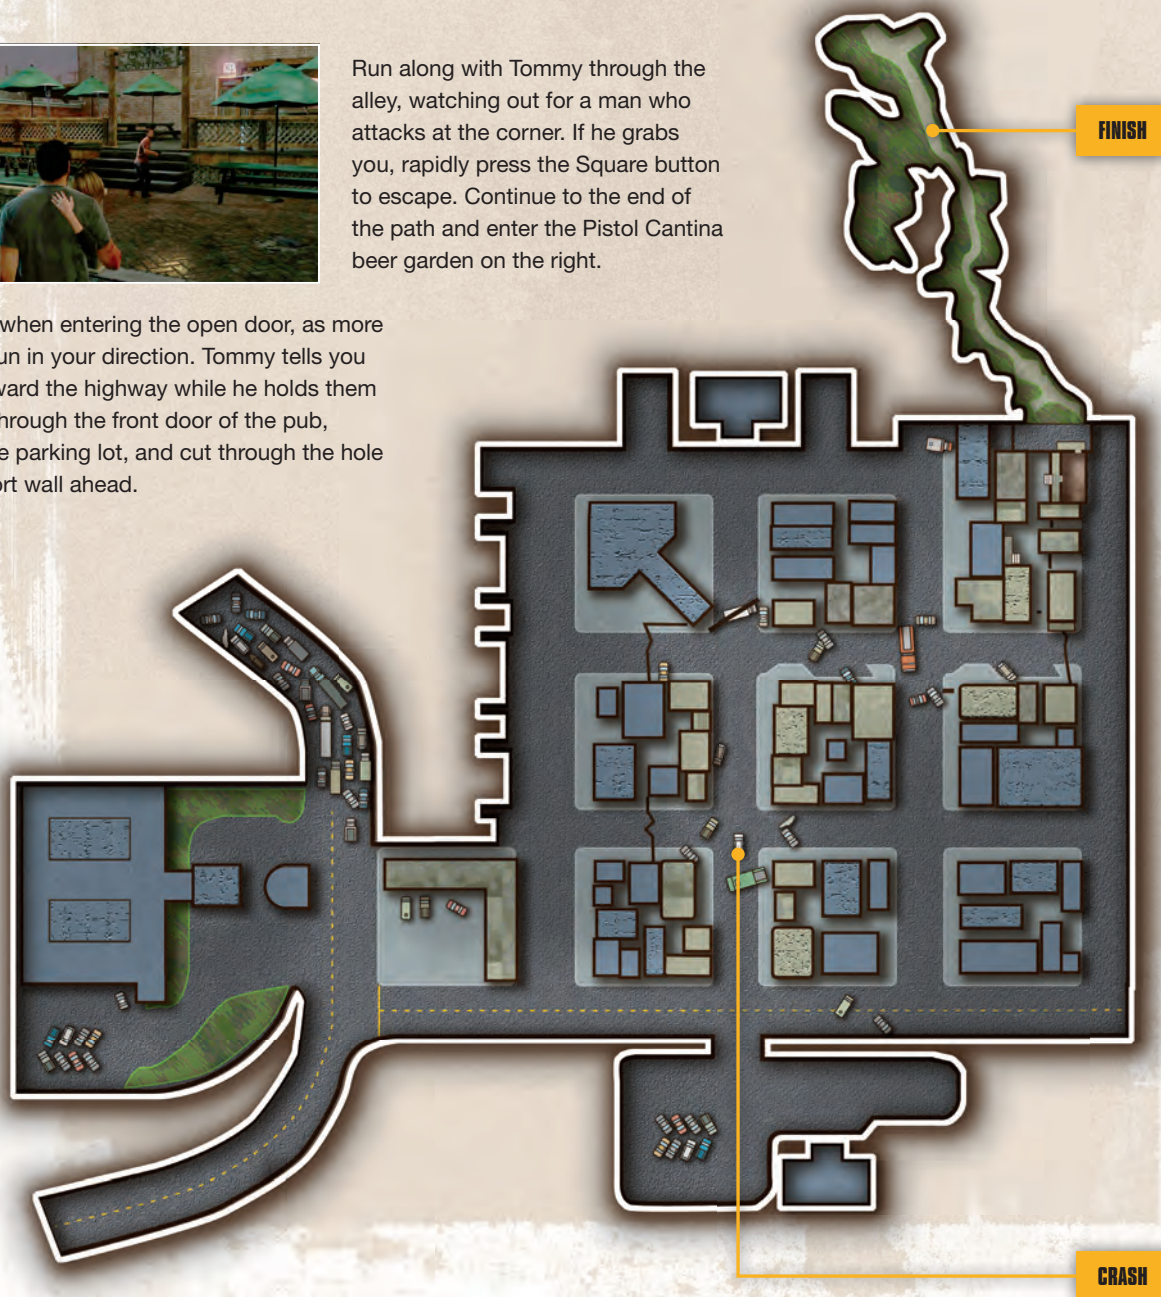 Run along with Tommy through the
alley, watching out for a man who
attacks at the corner. If he grabs
you, rapidly press the Square button
to escape. Continue to the end of
the path and enter the Pistol Cantina
beer garden on the right.
when entering the open door, as more
in your direction. Tommy tells you
the highway while he holds them
through the front door of the pub,
parking lot, and cut through the hole
wall ahead.
FINISH
CRASH